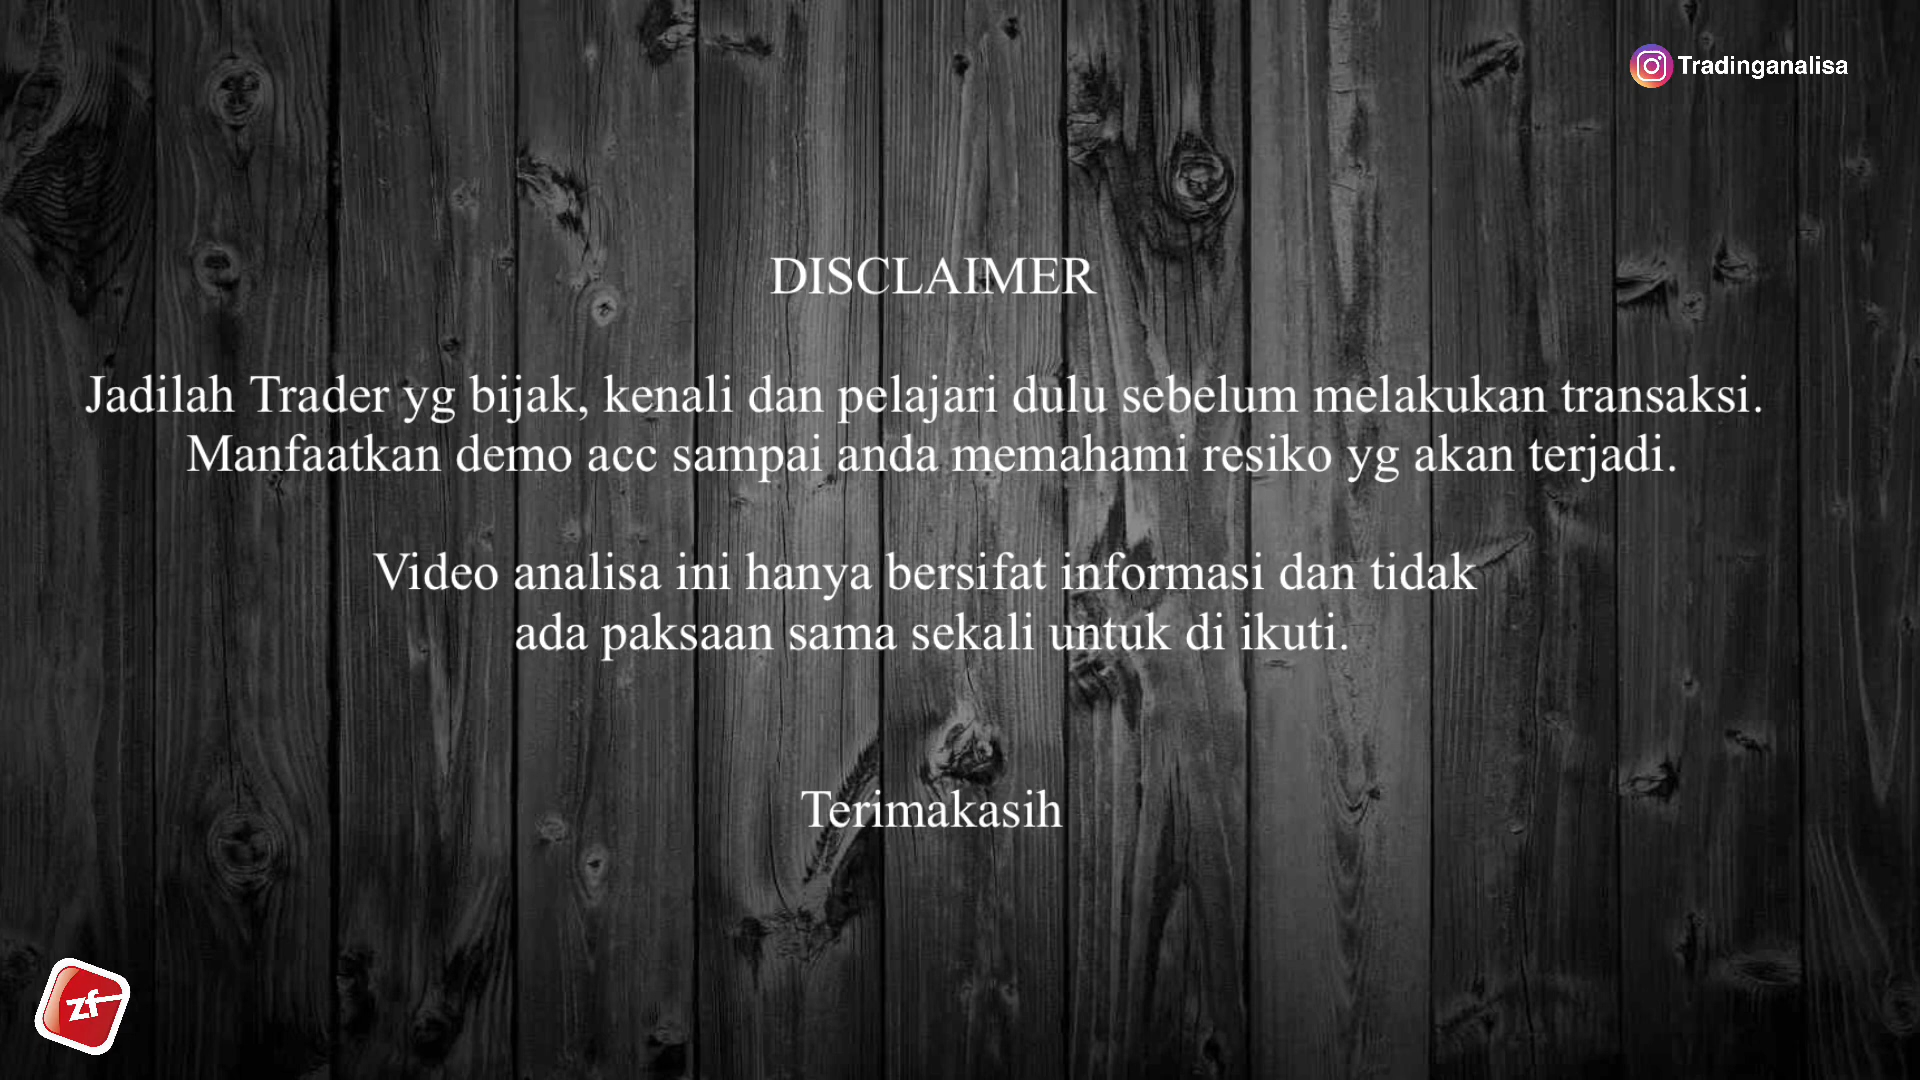 Tradinganalisa
DISCLAIMER
Jadilah Trader yg bijak, kenali dan pelajari dulu sebelum melakukan transaksi.
Manfaatkan demo acc sampai anda memahami resiko yg akan terjadi.
Video analisa ini hanya bersifat informasi dan tidak
ada paksaan sama sekali untuk di ikuti.
Terimakasih
zf